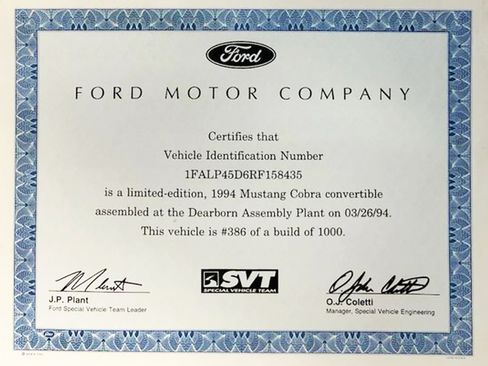 Ford
FORD MOTOR COMPANY
Certifies that
Vehicle Identification Number
1FALP45D6RF158435
is a limited-edition, 1994 Mustang Cobra convertible
assembled at the Dearborn Assembly Plant on 03/26/94.
This vehicle is #386 of a build of 1000.
SVT
SPECIAL VEHICLE TEAM
J.P. Plant
Ford Special Vehicle Team Leader
O.J. Coletti
Manager, Special Vehicle Engineering